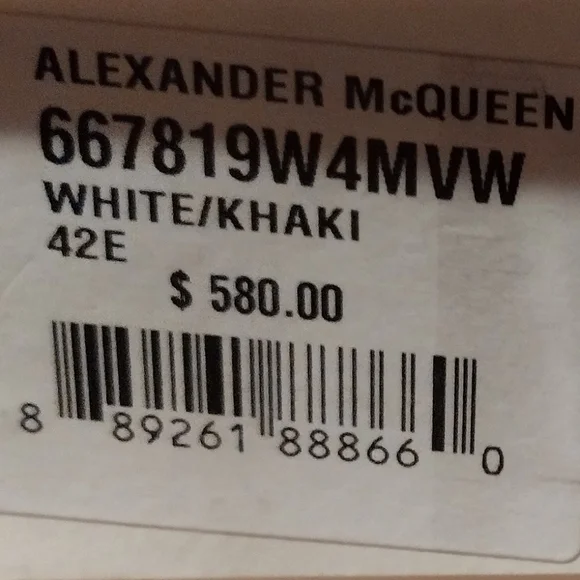 ALEXANDER McQUEEN
667819W4MVW
WHITE/KHAKI
42E
$ 580.00
8 89261 88866 0